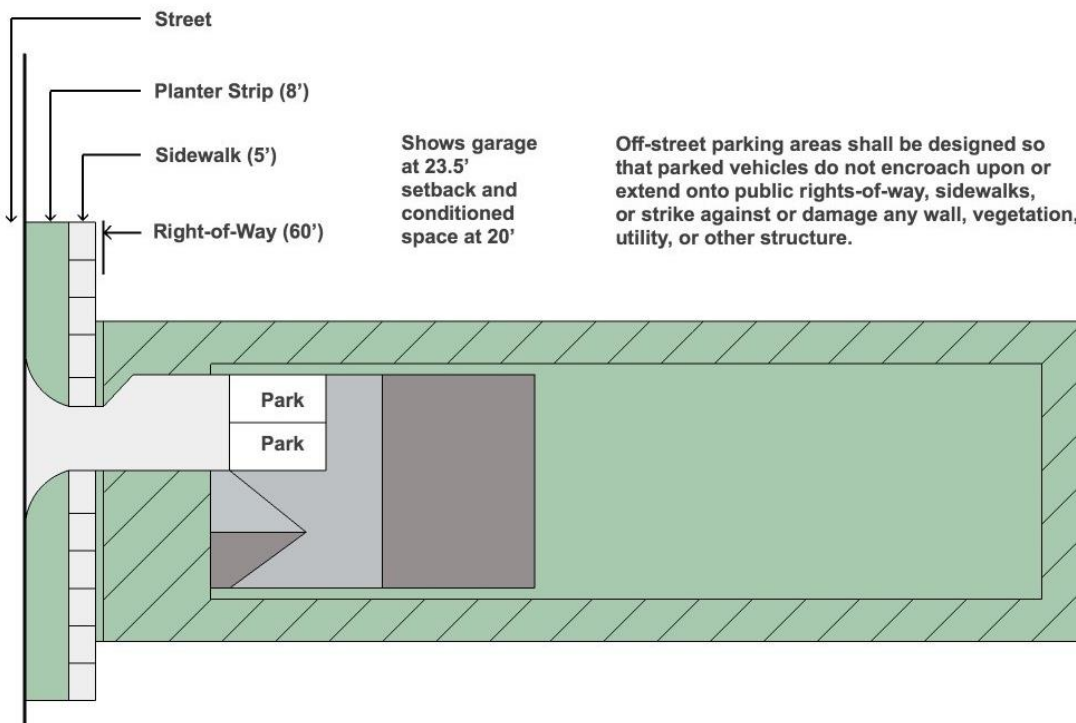 Street
Planter Strip (8’)
Sidewalk (5’)
Right-of-Way (60’)
Shows garage
at 23.5’
setback and
conditioned
space at 20’
Off-street parking areas shall be designed so
that parked vehicles do not encroach upon or
extend onto public rights-of-way, sidewalks,
or strike against or damage any wall, vegetation,
utility, or other structure.
Park
Park